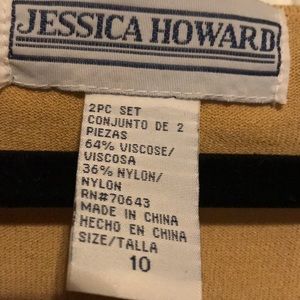 JESSICA HOWARD
2PC SET
CONJUNTO DE 2
PIEZAS
64% VISCOSE/
VISCOSA
36% NYLON/
NYLON
RN#70643
MADE IN CHINA
HECHO EN CHINA
SIZE/TALLA
10